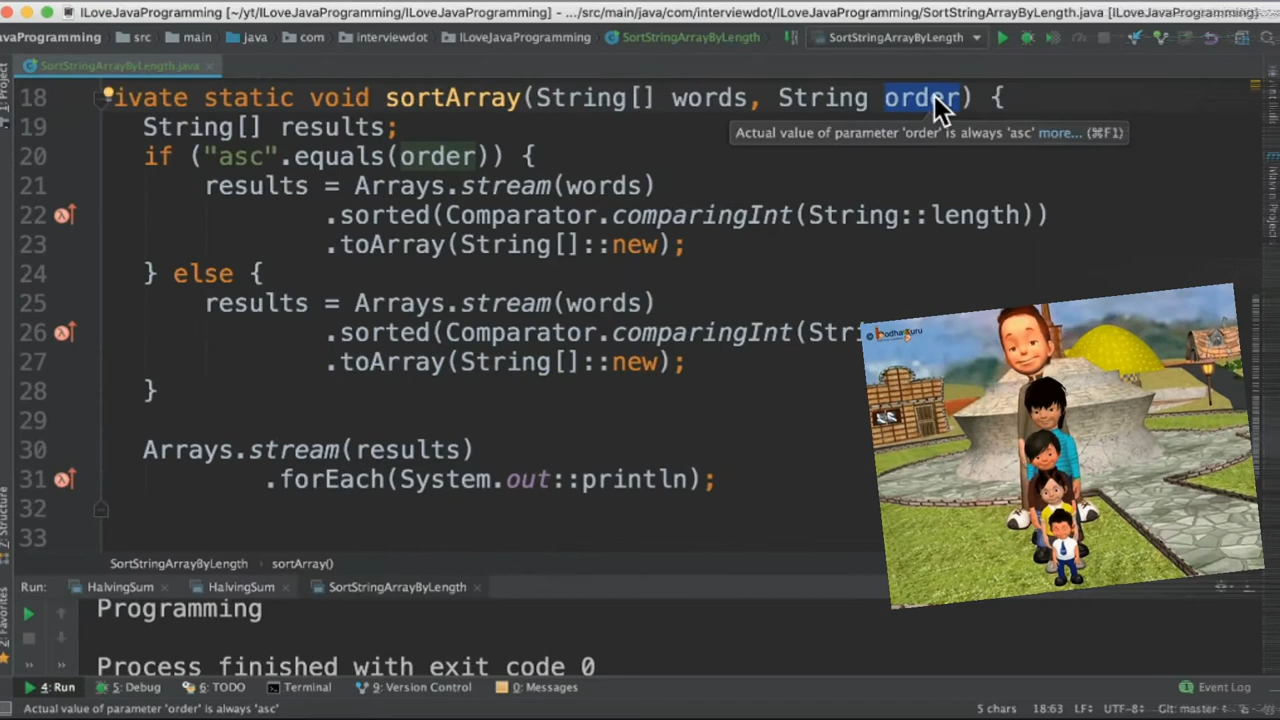 ILoveJavaProgramming [~/yt/ILoveJavaProgramming/ILoveJavaProgramming] - .../src/main/java/com/interviewdot/ILoveJavaProgramming/SortStringArrayByLength.java [ILoveJavaProgramming]
avaProgramming src main java com interviewdot ILoveJavaProgramming SortStringArrayByLength SortStringArrayByLength
SortStringArrayByLength.java
18 ivate static void sortArray(String[] words, String order) {
19 String[] results;
Actual value of parameter 'order' is always 'asc' more... (⌘F1)
20 if ("asc".equals(order)) {
21 results = Arrays.stream(words)
22 .sorted(Comparator.comparingInt(String::length))
23 .toArray(String[]::new);
24 } else {
25 results = Arrays.stream(words)
26 .sorted(Comparator.comparingInt(Stri
27 .toArray(String[]::new);
28 }
29
30 Arrays.stream(results)
31 .forEach(System.out::println);
32
33
SortStringArrayByLength sortArray()
Run: HalvingSum HalvingSum SortStringArrayByLength
Programming
Process finished with exit code 0
4: Run 5: Debug 6: TODO Terminal 9: Version Control 0: Messages Event Log
Actual value of parameter 'order' is always 'asc' 5 chars 18:63 LF UTF-8 Git: master
Project
Structure
2: Favorites